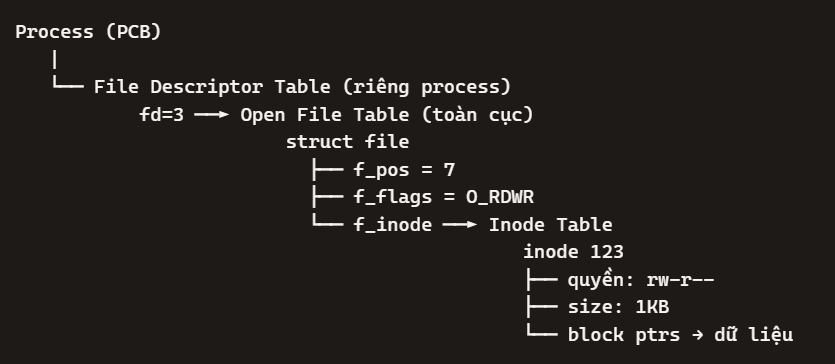 Process (PCB)
|
└── File Descriptor Table (riêng process)
fd=3 ──→ Open File Table (toàn cục)
struct file
├── f_pos = 7
├── f_flags = O_RDWR
└── f_inode ──→ Inode Table
inode 123
├── quyền: rw-r--
├── size: 1KB
└── block ptrs → dữ liệu